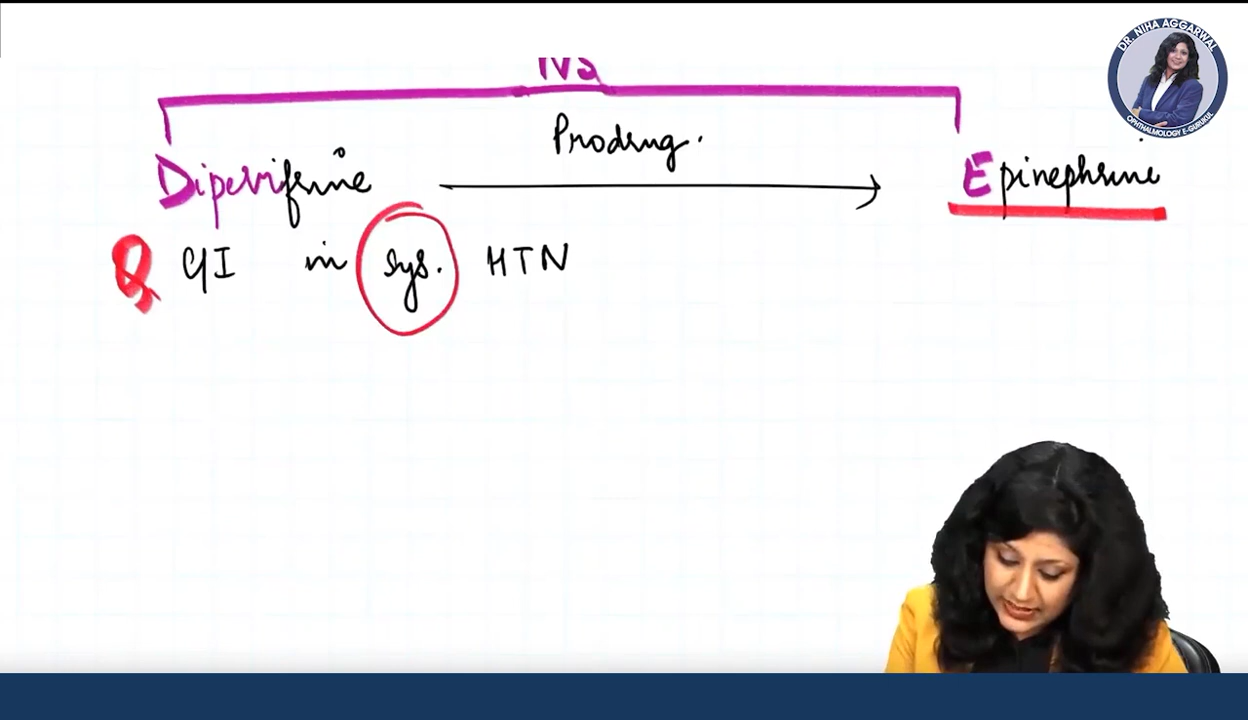 DR. NIHA AGGARWAL
OPHTHALMOLOGY E-GURUKUL
NS
Prodrug.
Dipevifrine
Epinephrine
Q CI in sys. HTN